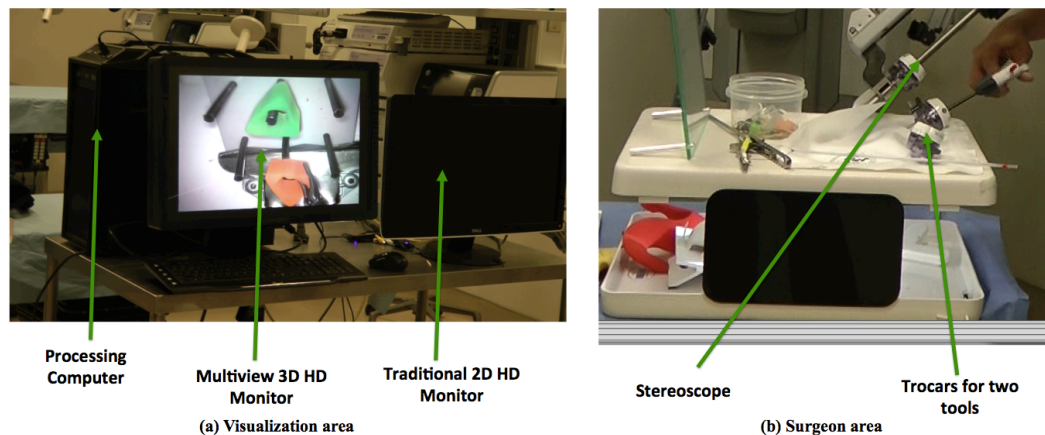 Processing
Computer
Multiview 3D HD
Monitor
Traditional 2D HD
Monitor
(a) Visualization area
Stereoscope
Trocars for two
tools
(b) Surgeon area